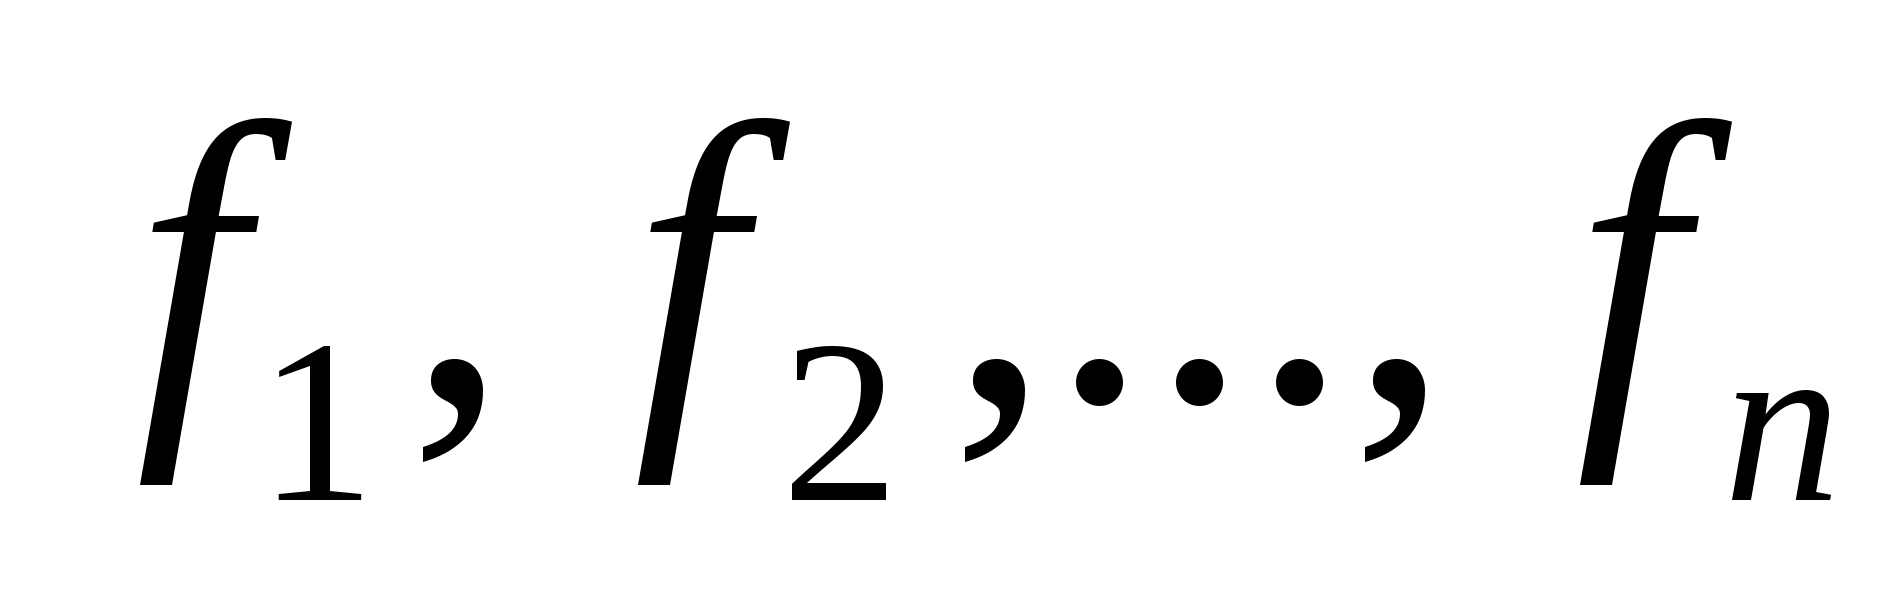 f₁, f₂,..., fₙ